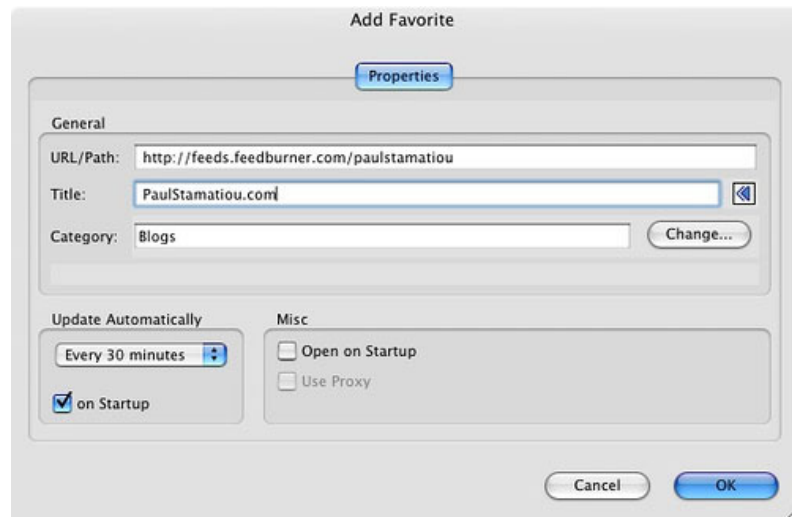 Add Favorite
Properties
General
URL/Path: http://feeds.feedburner.com/paulstamatiou
Title: PaulStamatiou.com
Category: Blogs Change...
Update Automatically Misc
Every 30 minutes Open on Startup
Use Proxy
on Startup
Cancel OK